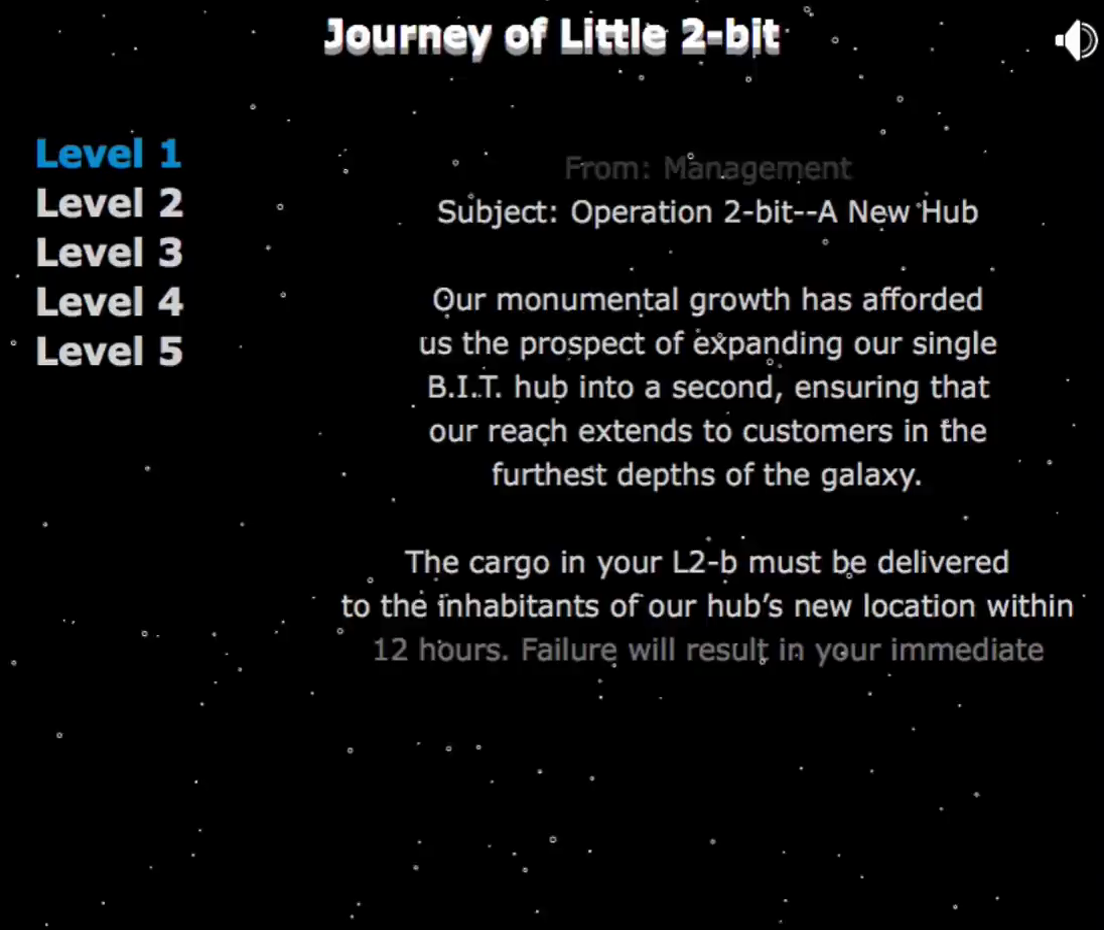 Journey of Little 2-bit
Level 1
Level 2
Level 3
Level 4
Level 5
From: Management
Subject: Operation 2-bit--A New Hub
Our monumental growth has afforded
us the prospect of expanding our single
B.I.T. hub into a second, ensuring that
our reach extends to customers in the
furthest depths of the galaxy.
The cargo in your L2-b must be delivered
to the inhabitants of our hub's new location within
12 hours. Failure will result in your immediate